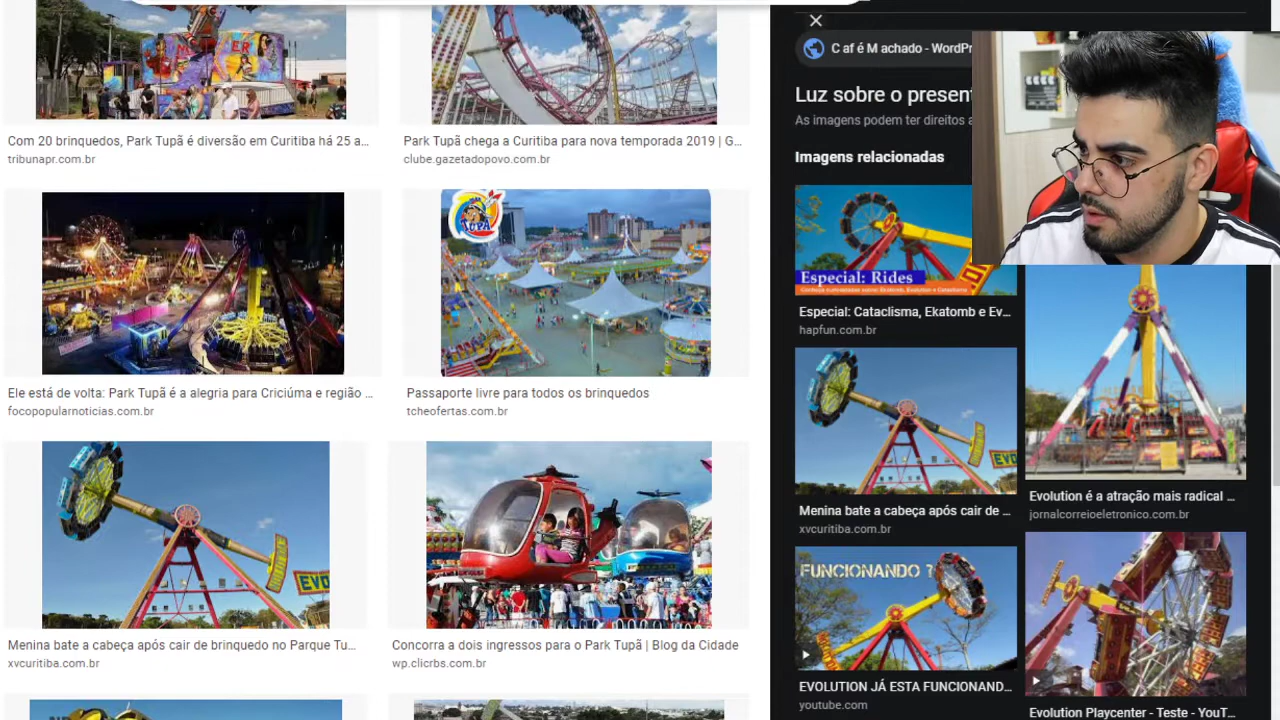 M ER
Com 20 brinquedos, Park Tupã é diversão em Curitiba há 25 a...
tribunapr.com.br
Park Tupã chega a Curitiba para nova temporada 2019 | G...
clube.gazetadopovo.com.br
Ele está de volta: Park Tupã é a alegria para Criciúma e região ...
focopopularnoticias.com.br
TUPÃ
Passaporte livre para todos os brinquedos
tcheofertas.com.br
EVO
Menina bate a cabeça após cair de brinquedo no Parque Tu...
xvcuritiba.com.br
Concorra a dois ingressos para o Park Tupã | Blog da Cidade
wp.clicrbs.com.br
C af é M achado - WordPr
Luz sobre o present
As imagens podem ter direitos a
Imagens relacionadas
Especial: Rides
Especial: Cataclisma, Ekatomb e Ev...
hapfun.com.br
EVO
Menina bate a cabeça após cair de ...
xvcuritiba.com.br
Evolution é a atração mais radical ...
jornalcorreioeletronico.com.br
FUNCIONANDO ?
EVOLUTION JÁ ESTA FUNCIONAND...
youtube.com
Evolution Playcenter - Teste - YouT...